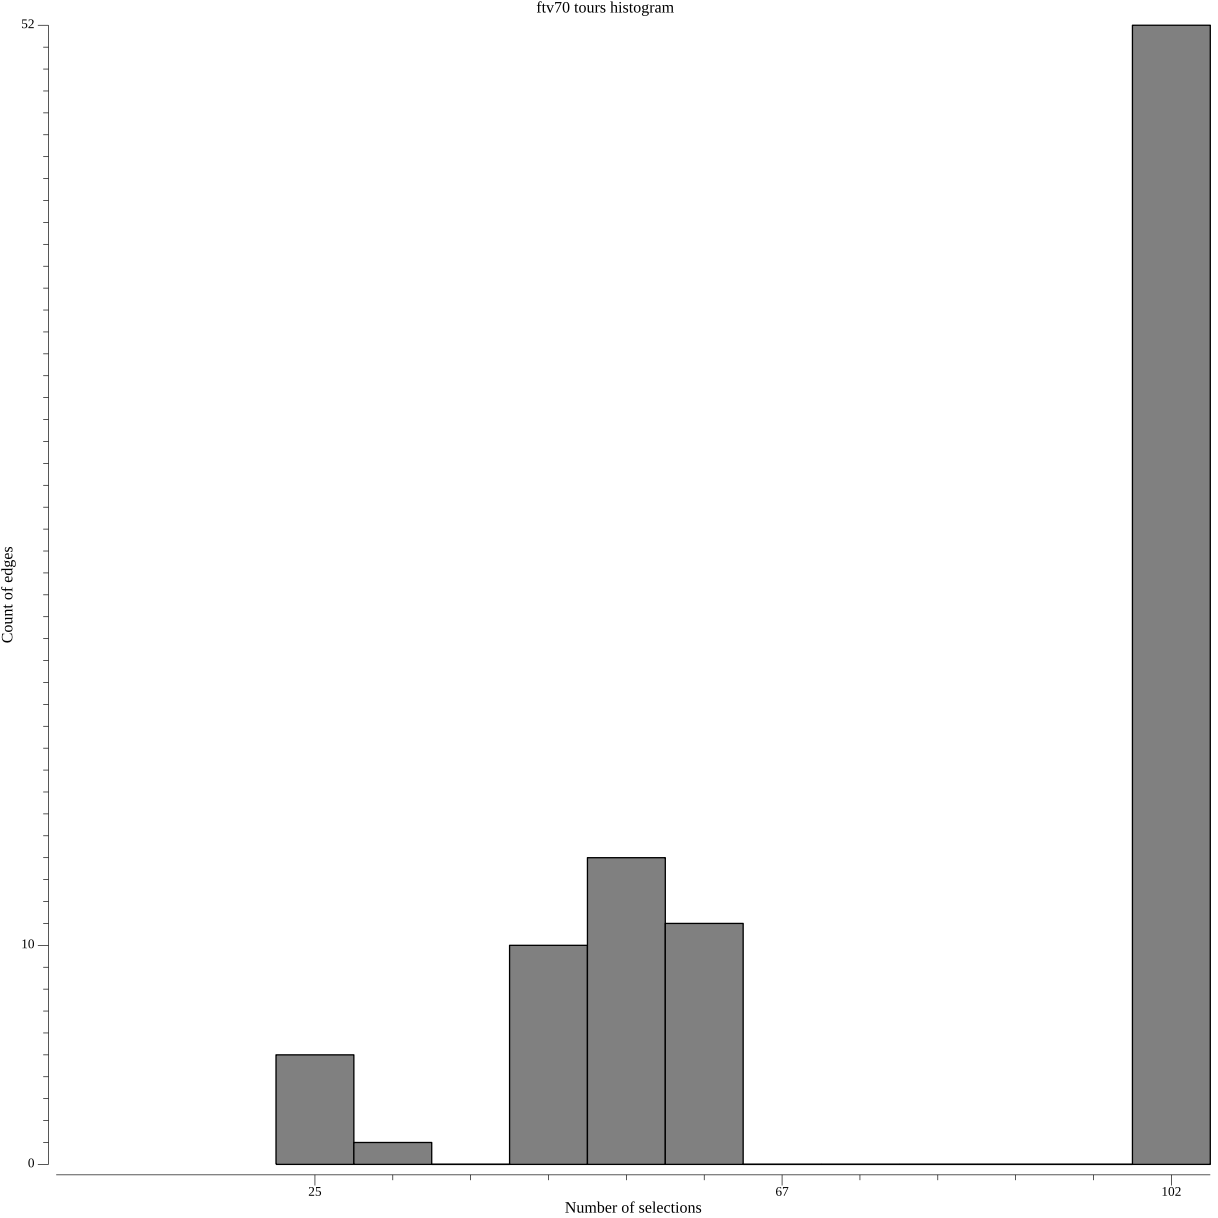 ftv70 tours histogram
52
10
0
Count of edges
25 67 102
Number of selections